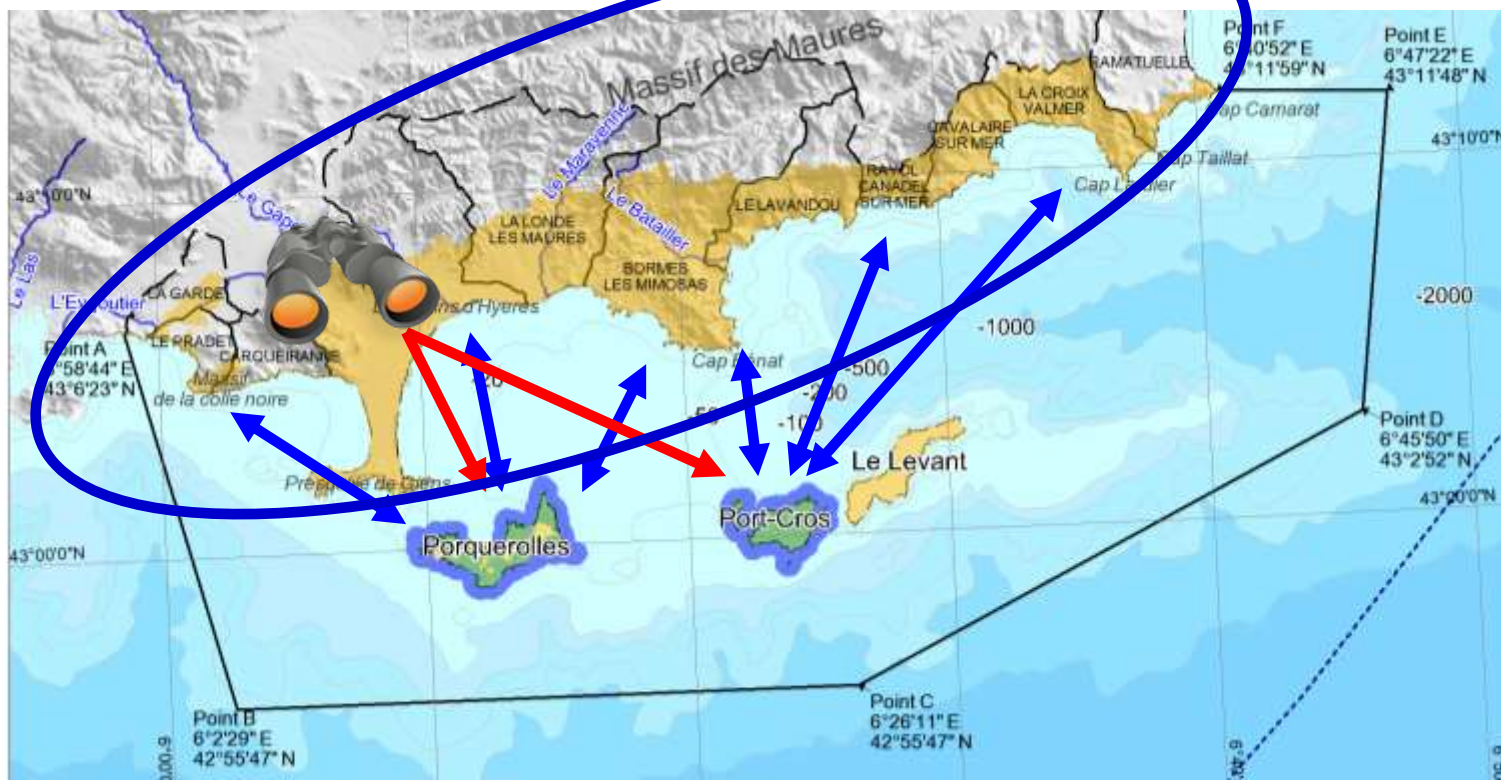 Point F
6°40'52" E
43°11'59" N
Point E
6°47'22" E
43°11'48" N
Massif des Maures
RAMATUELLE
LA CROIX
VALMER
Cap Camarat
CAVALAIRE
SUR MER
43°10'0"N
Cap Taillat
Le Maravenne
RAYOL
CANADEL
SUR MER
Cap Lardier
43°10'0"N
Le Gapeau
Le Batailler
LE LAVANDOU
LA LONDE
LES MAURES
Le Las
BORMES
LES MIMOSAS
LA GARDE
L'Eygoutier
d'Hyères
-2000
-1000
LE PRADET
Point A
58'44" E
43°6'23" N
CARQUEIRANNE
Cap Bénat
Massif
de la colle noire
-500
-200
-50
-100
Point D
6°45'50" E
43°2'52" N
Le Levant
Presqu'île de Giens
43°00'0"N
Port-Cros
43°00'0"N
Porquerolles
Point C
6°26'11" E
42°55'47" N
Point B
6°2'29" E
42°55'47" N